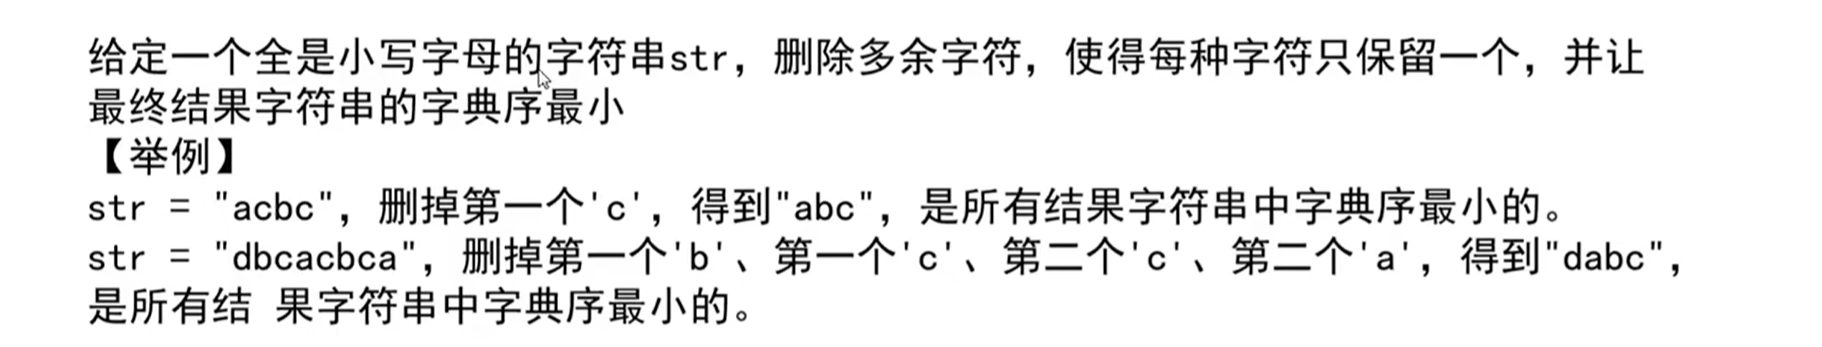 给定一个全是小写字母的字符串str，删除多余字符，使得每种字符只保留一个，并让
最终结果字符串的字典序最小
【举例】
str = "acbc"，删掉第一个'c'，得到"abc"，是所有结果字符串中字典序最小的。
str = "dbcacbca"，删掉第一个'b'、第一个'c'、第二个'c'、第二个'a'，得到"dabc"，
是所有结 果字符串中字典序最小的。